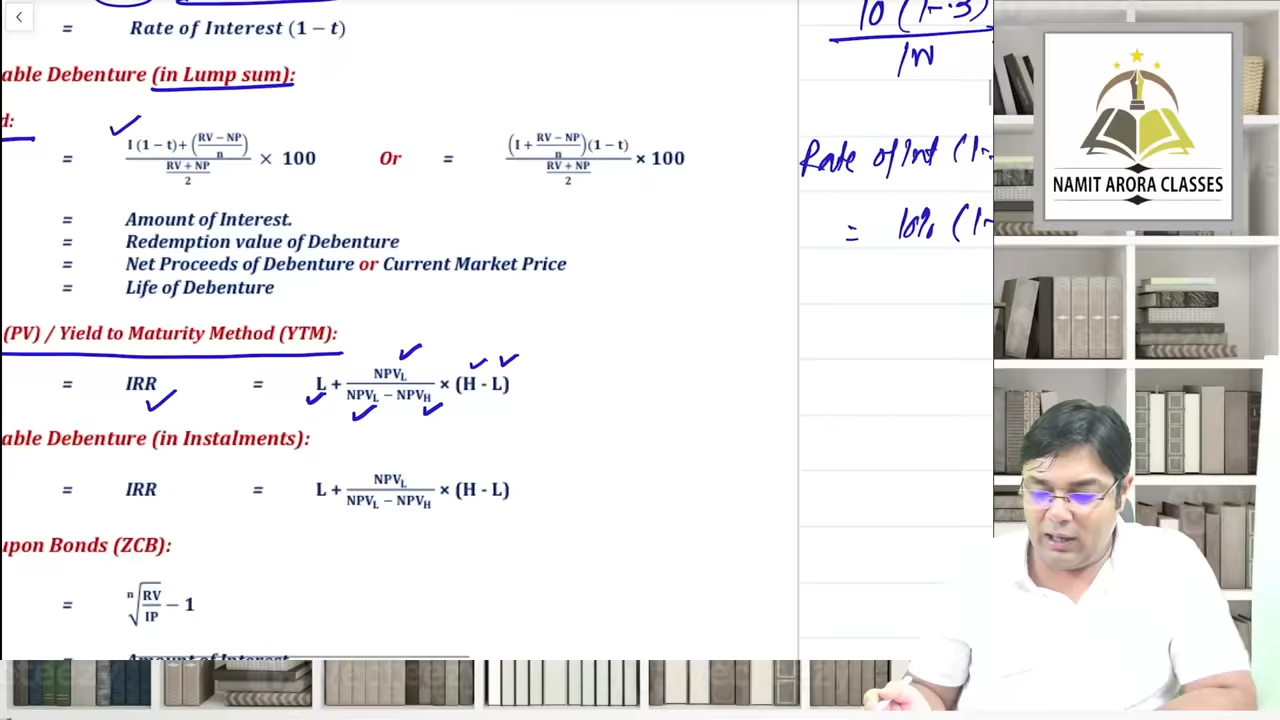 = Rate of Interest (1 – t)
able Debenture (in Lump sum):
d:
= I (1 – t) + (RV – NP / n) / RV + NP / 2 × 100 Or = (I + RV – NP / n)(1 – t) / RV + NP / 2 × 100
= Amount of Interest.
= Redemption value of Debenture
= Net Proceeds of Debenture or Current Market Price
= Life of Debenture
(PV) / Yield to Maturity Method (YTM):
= IRR = L + NPV_L / NPV_L – NPV_H × (H - L)
able Debenture (in Instalments):
= IRR = L + NPV_L / NPV_L – NPV_H × (H - L)
upon Bonds (ZCB):
= ⁿ√RV / IP – 1
= Amount of Interest
10 (1-.3)
Rate of Int (1-
= 10% (1-
NAMIT ARORA CLASSES